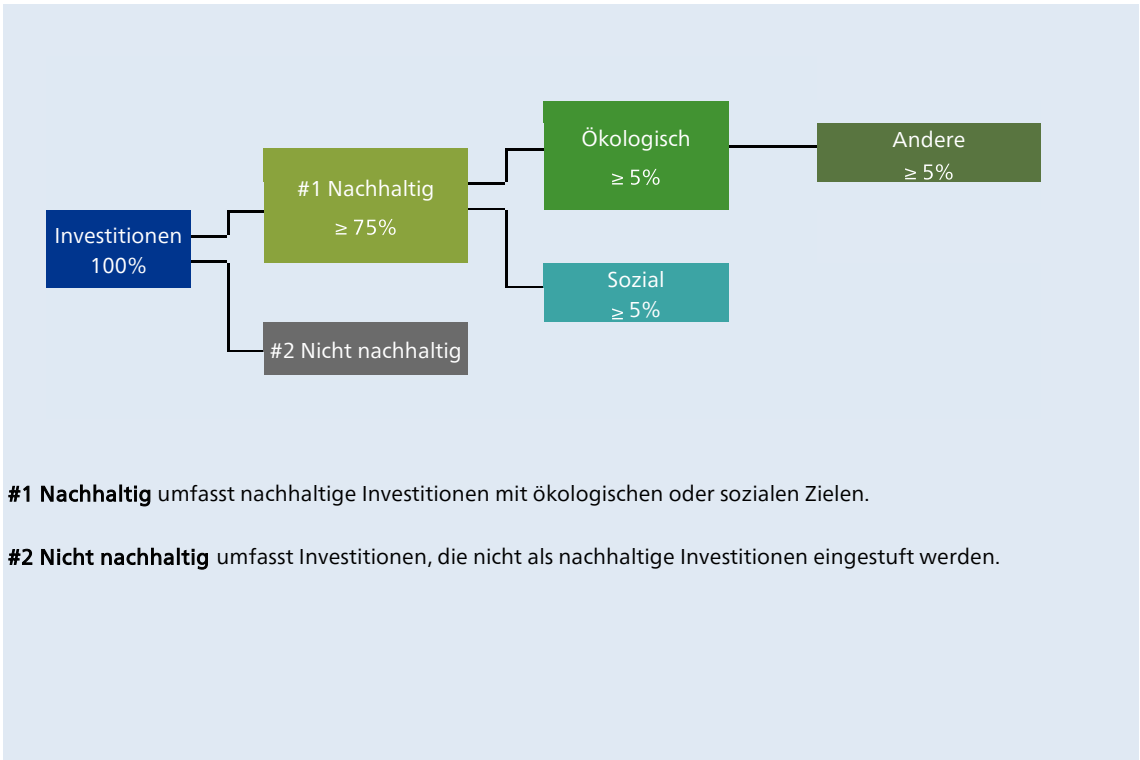 Investitionen
100%
#1 Nachhaltig
≥ 75%
#2 Nicht nachhaltig
Ökologisch
≥ 5%
Sozial
≥ 5%
Andere
≥ 5%
#1 Nachhaltig umfasst nachhaltige Investitionen mit ökologischen oder sozialen Zielen.
#2 Nicht nachhaltig umfasst Investitionen, die nicht als nachhaltige Investitionen eingestuft werden.